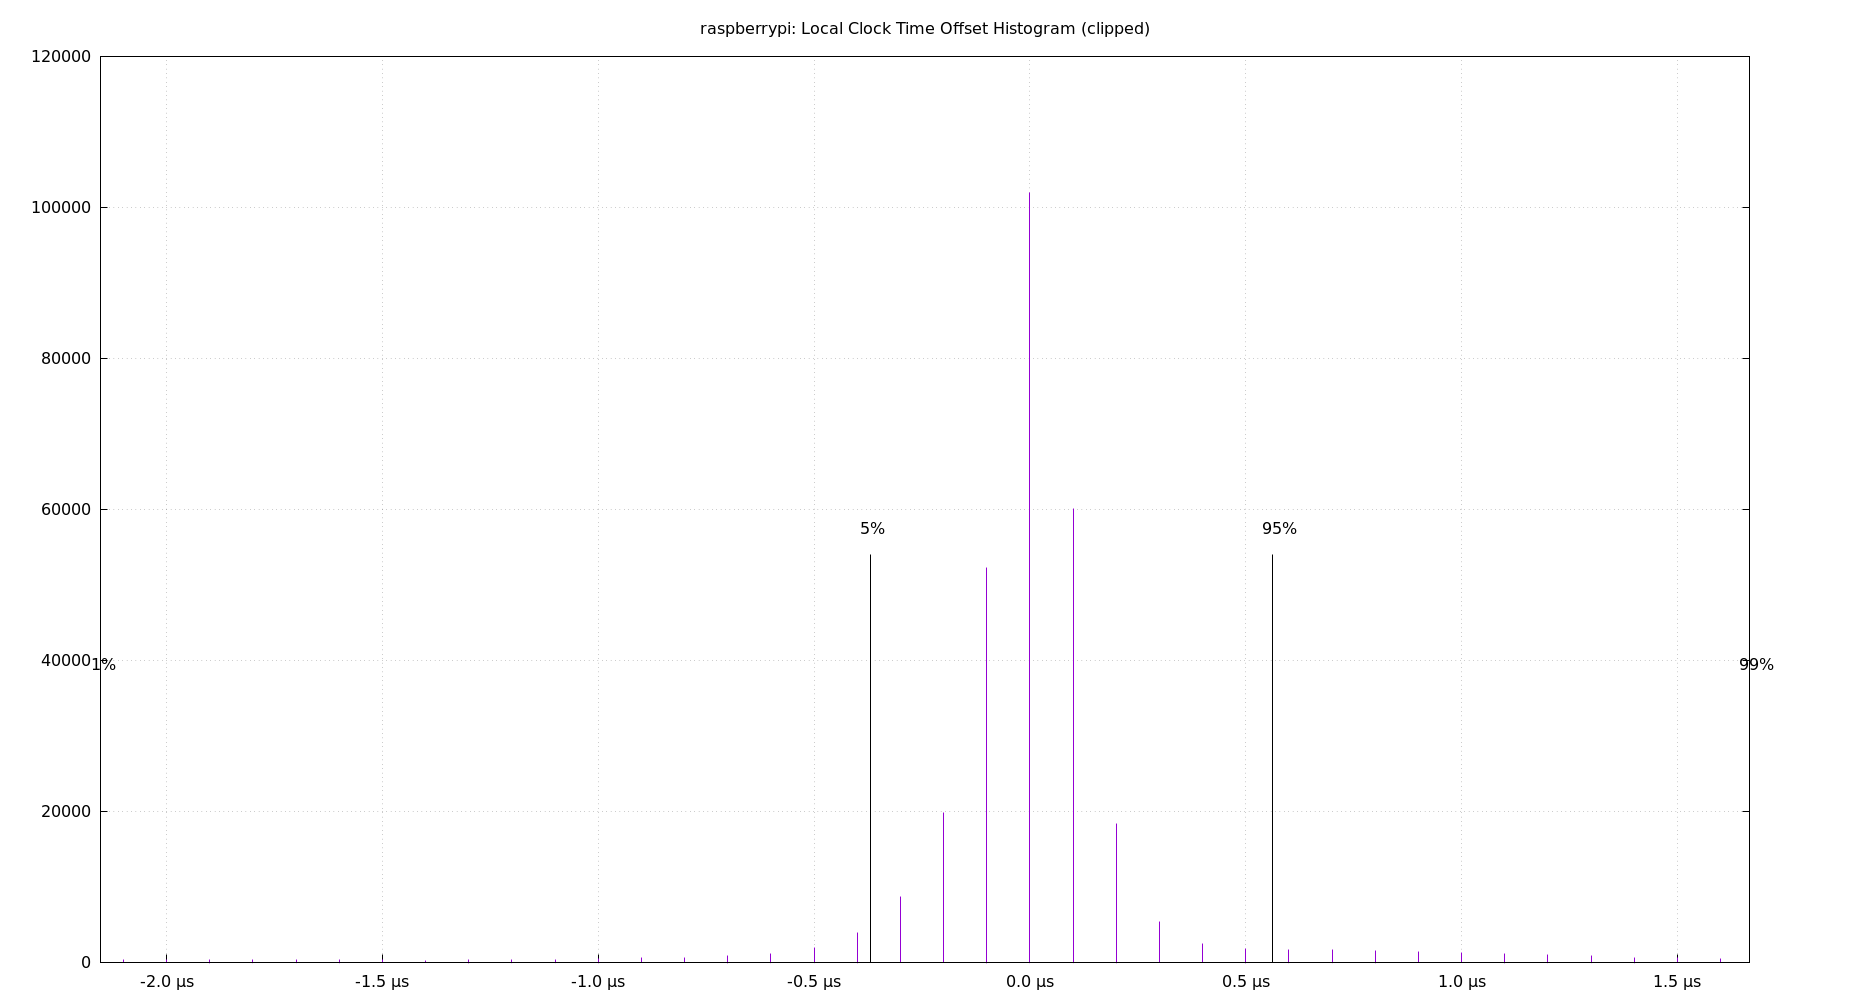 raspberrypi: Local Clock Time Offset Histogram (clipped)
120000
100000
80000
60000
5%
95%
40000
1%
99%
20000
0
-2.0 µs
-1.5 µs
-1.0 µs
-0.5 µs
0.0 µs
0.5 µs
1.0 µs
1.5 µs